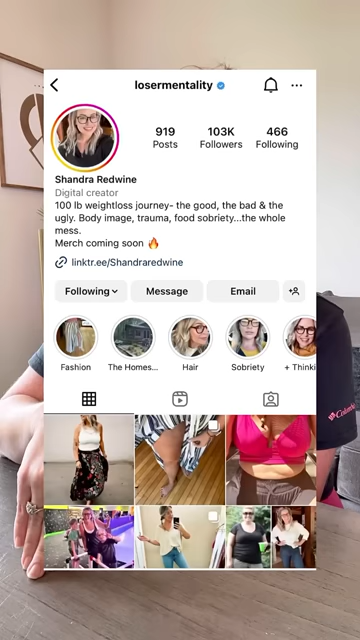 losermentality
919 103K 466
Posts Followers Following
Shandra Redwine
Digital creator
100 lb weightloss journey- the good, the bad & the
ugly. Body image, trauma, food sobriety...the whole
mess.
Merch coming soon 🔥
linktr.ee/Shandraredwine
Following Message Email
Fashion The Homes... Hair Sobriety + Thinki
Columbia